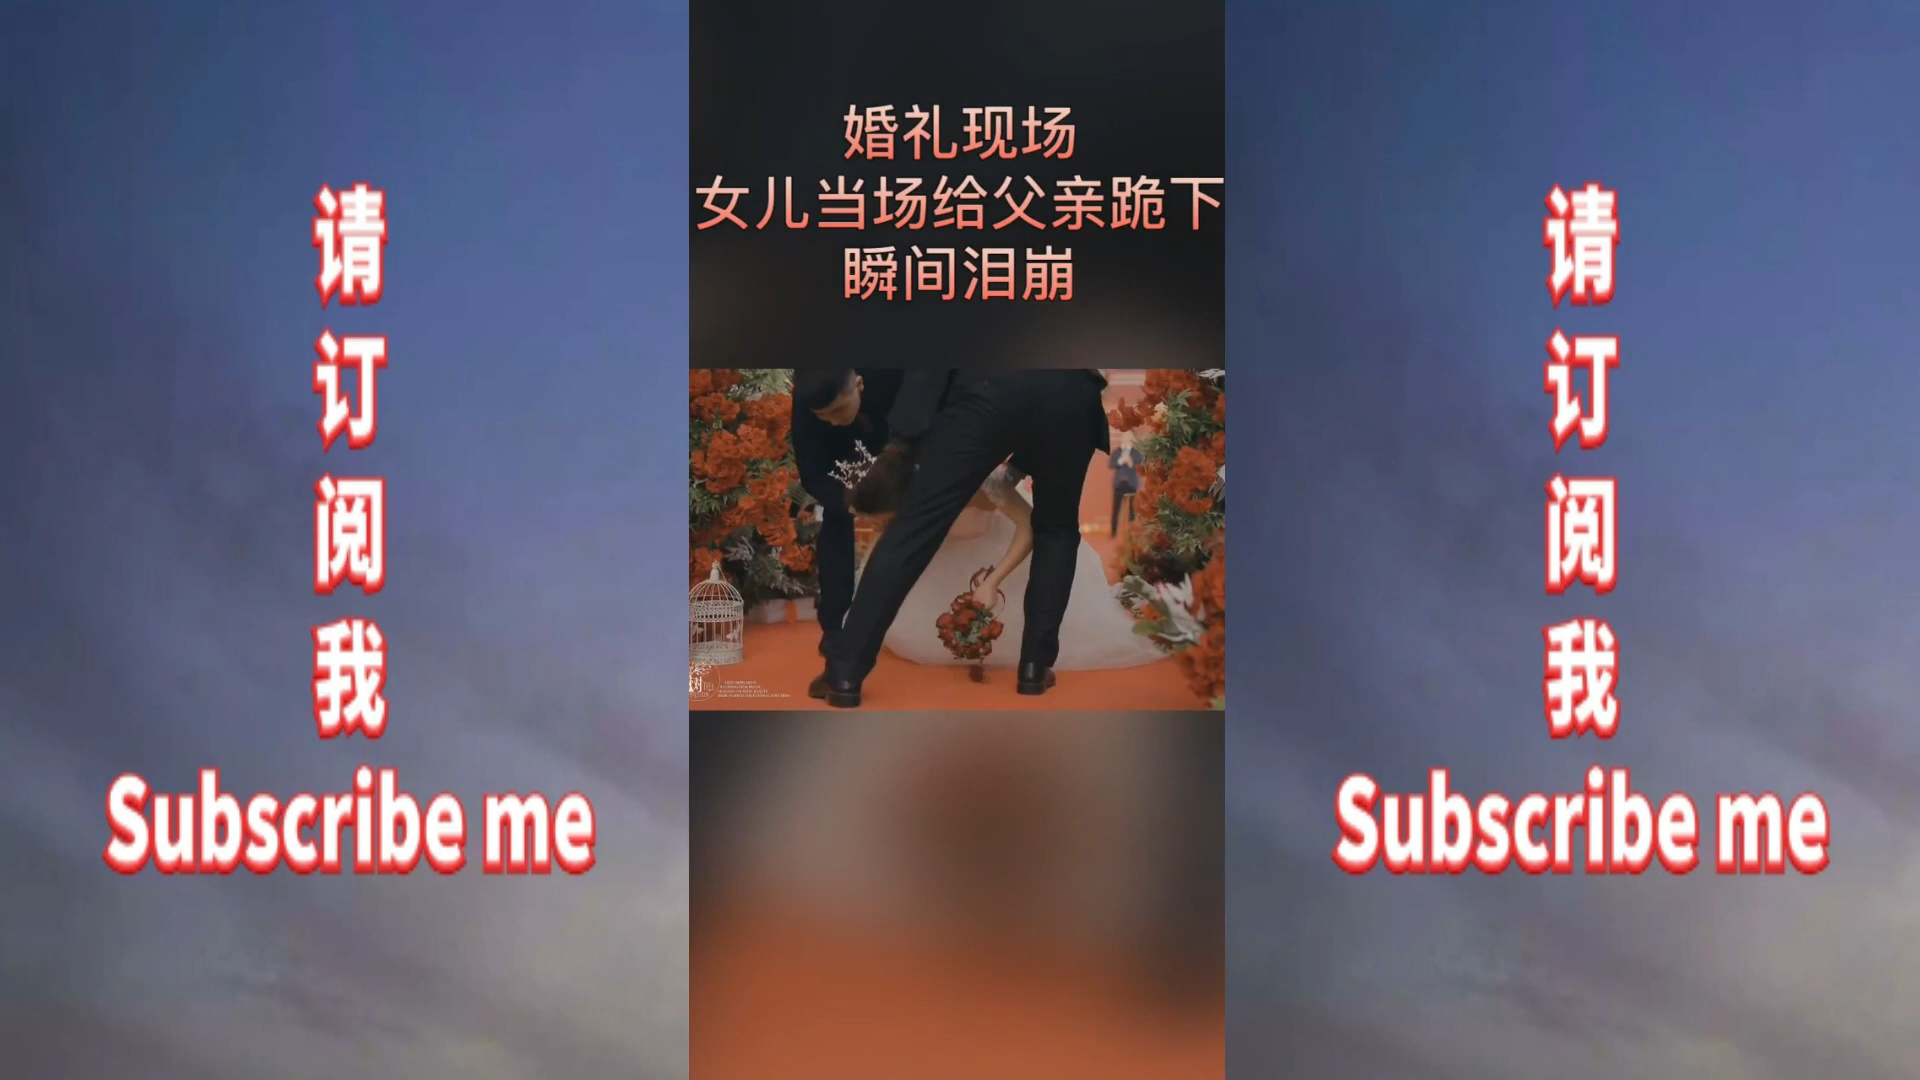 请
订
阅
我
Subscribe me
婚礼现场
女儿当场给父亲跪下
瞬间泪崩
请
订
阅
我
Subscribe me